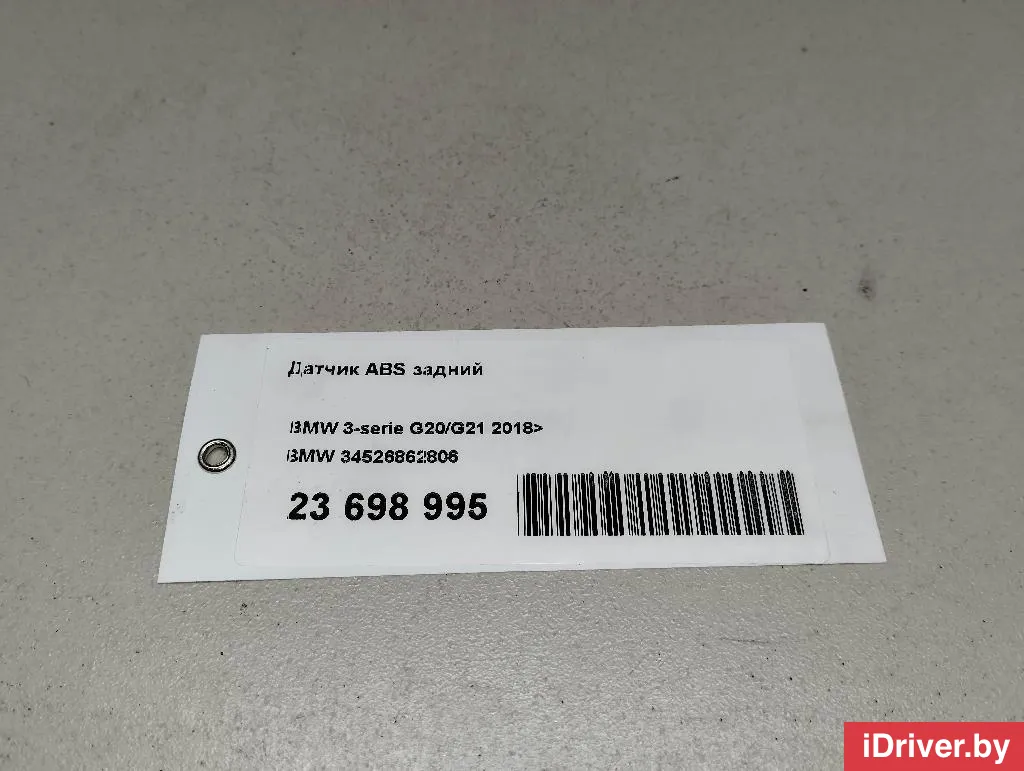 Датчик ABS задний
BMW 3-serie G20/G21 2018>
BMW 34526862806
23 698 995
iDriver.by